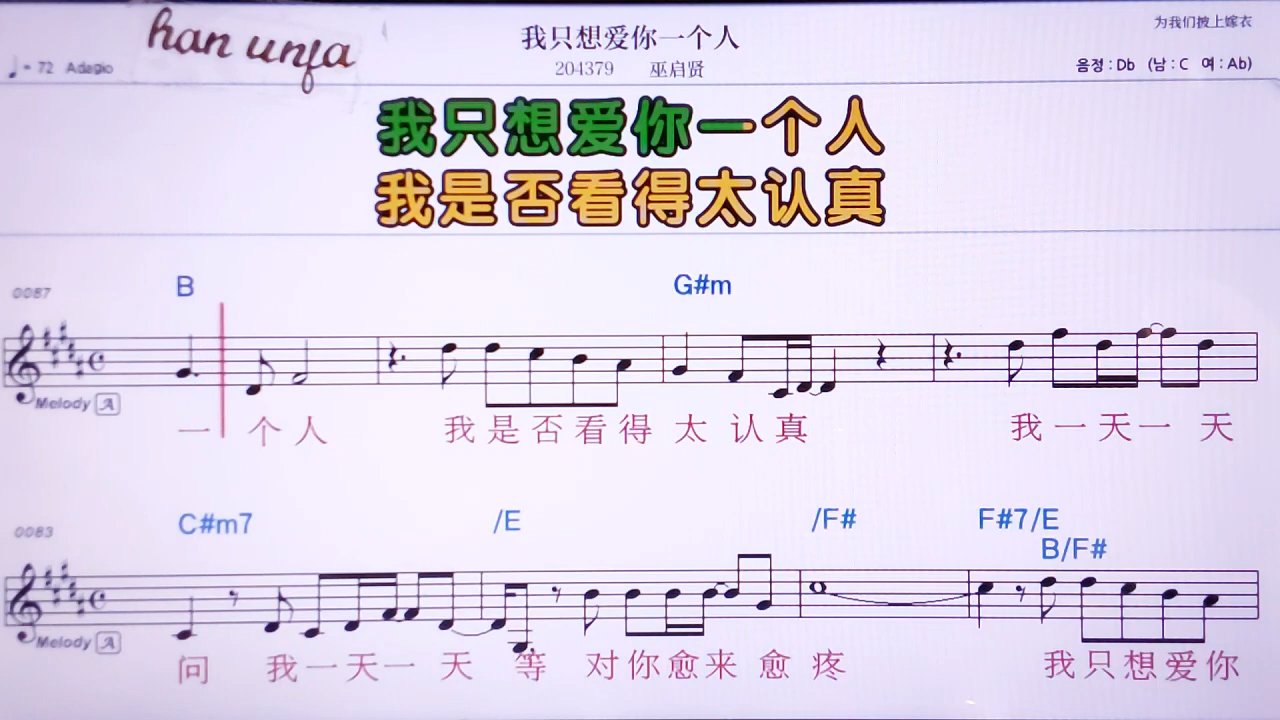 han unfa
我只想爱你一个人
为我们披上嫁衣
♩= 72 Adagio
204379 巫启贤
음정 : Db (남 : C 여 : Ab)
我只想爱你一个人
我是否看得太认真
0087
B G#m
Melody A
一 个 人 我 是 否 看 得 太 认 真 我 一 天 一 天
0083
C#m7 /E /F# F#7/E
B/F#
Melody A
问 我 一 天 一 天 等 对 你 愈 来 愈 疼 我 只 想 爱 你